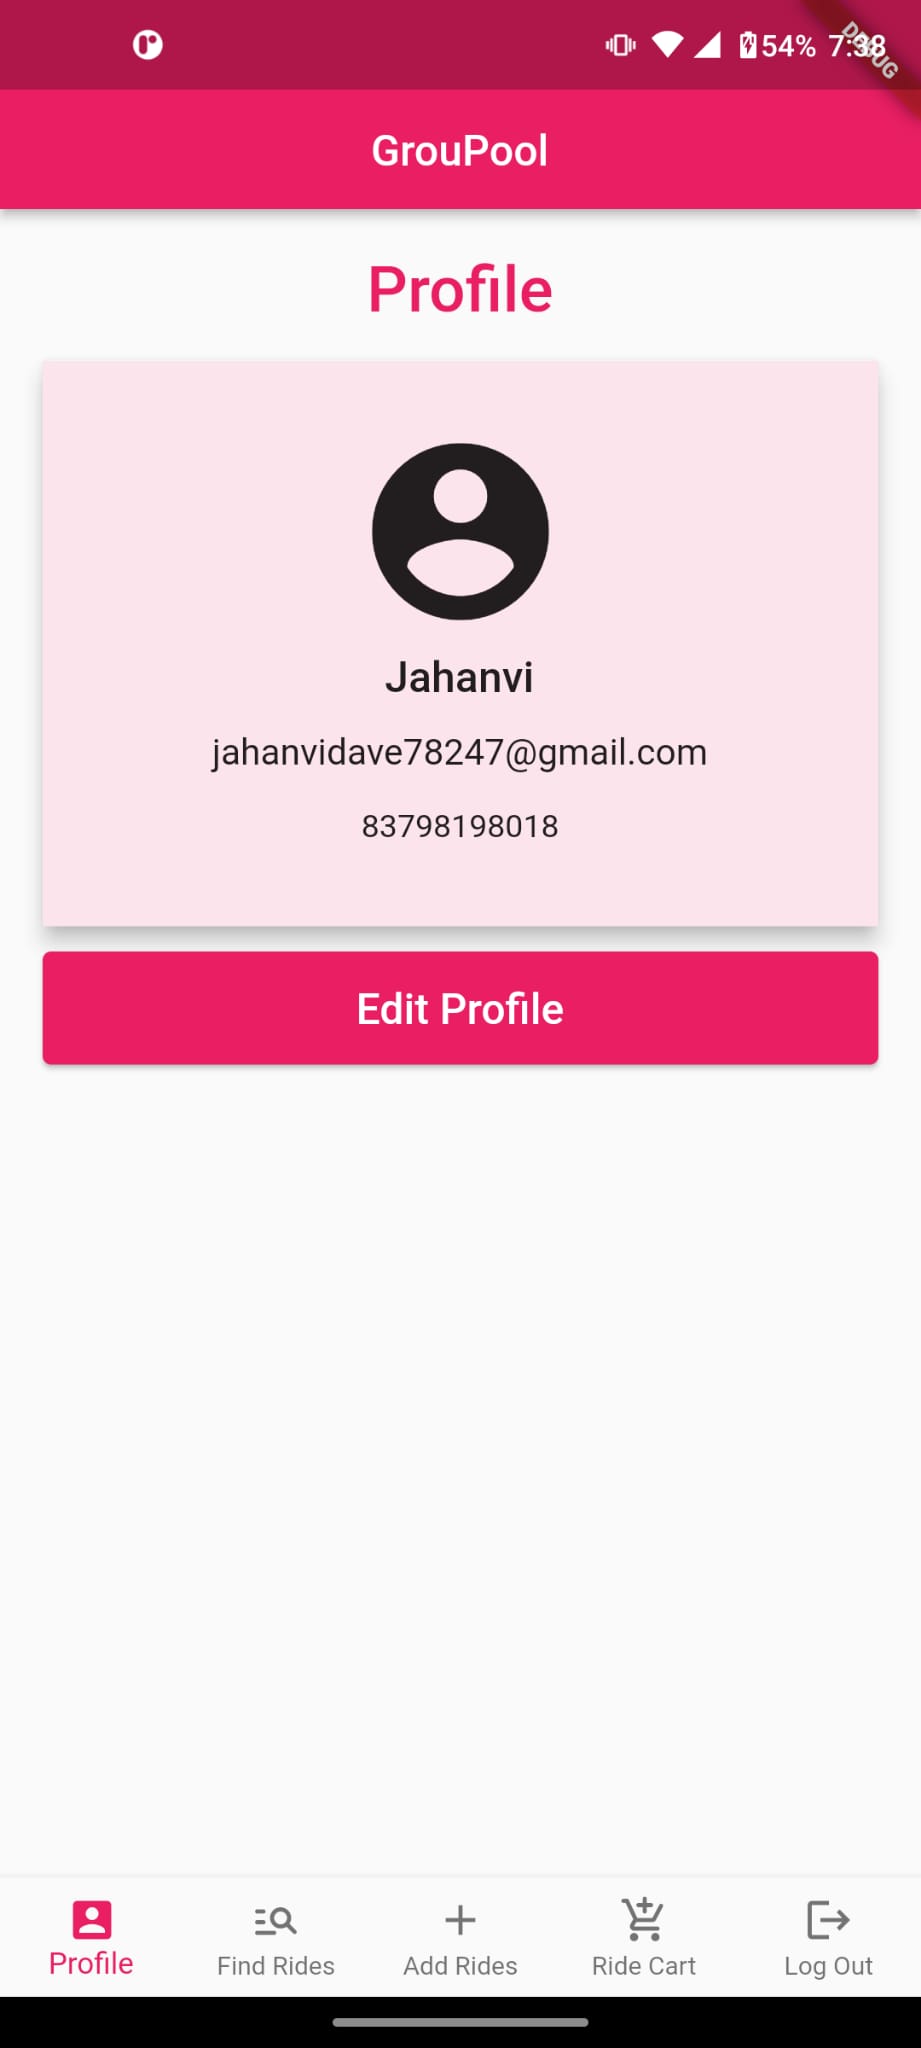 54% 7:38
DEBUG
GrouPool
Profile
Jahanvi
jahanvidave78247@gmail.com
83798198018
Edit Profile
Profile Find Rides Add Rides Ride Cart Log Out